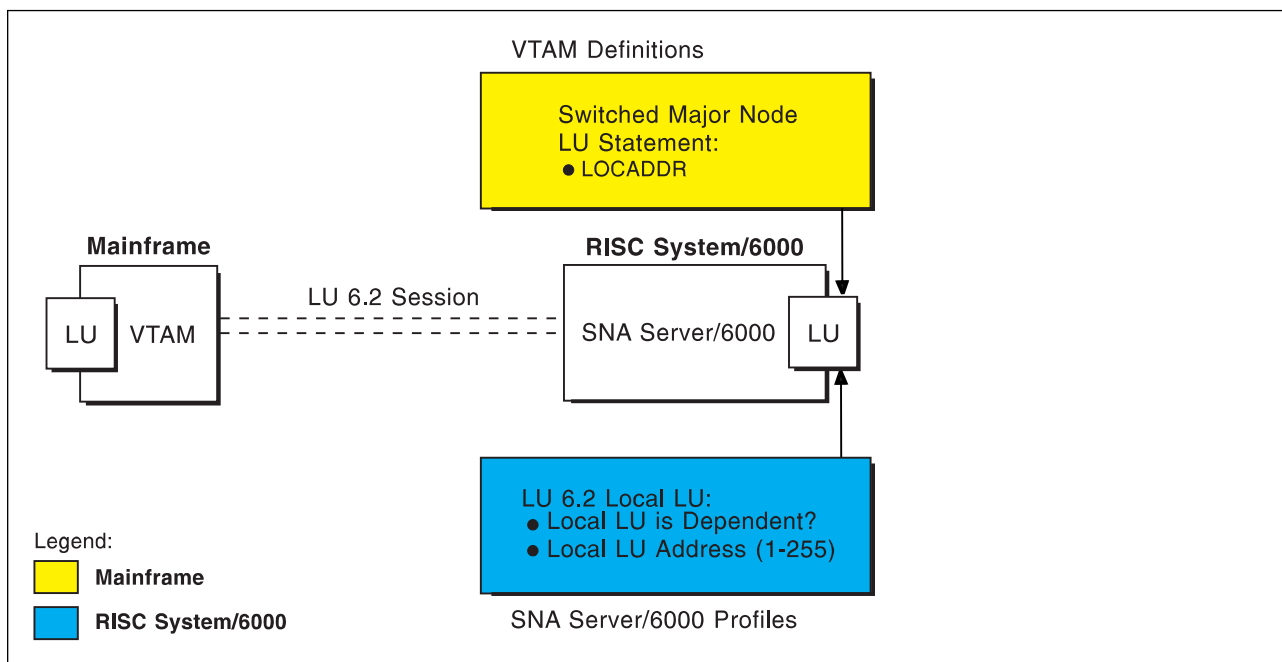 VTAM Definitions
Switched Major Node
LU Statement:
● LOCADDR
Mainframe
RISC System/6000
LU 6.2 Session
LU
VTAM
SNA Server/6000
LU
LU 6.2 Local LU:
● Local LU is Dependent?
● Local LU Address (1-255)
Legend:
Mainframe
RISC System/6000
SNA Server/6000 Profiles